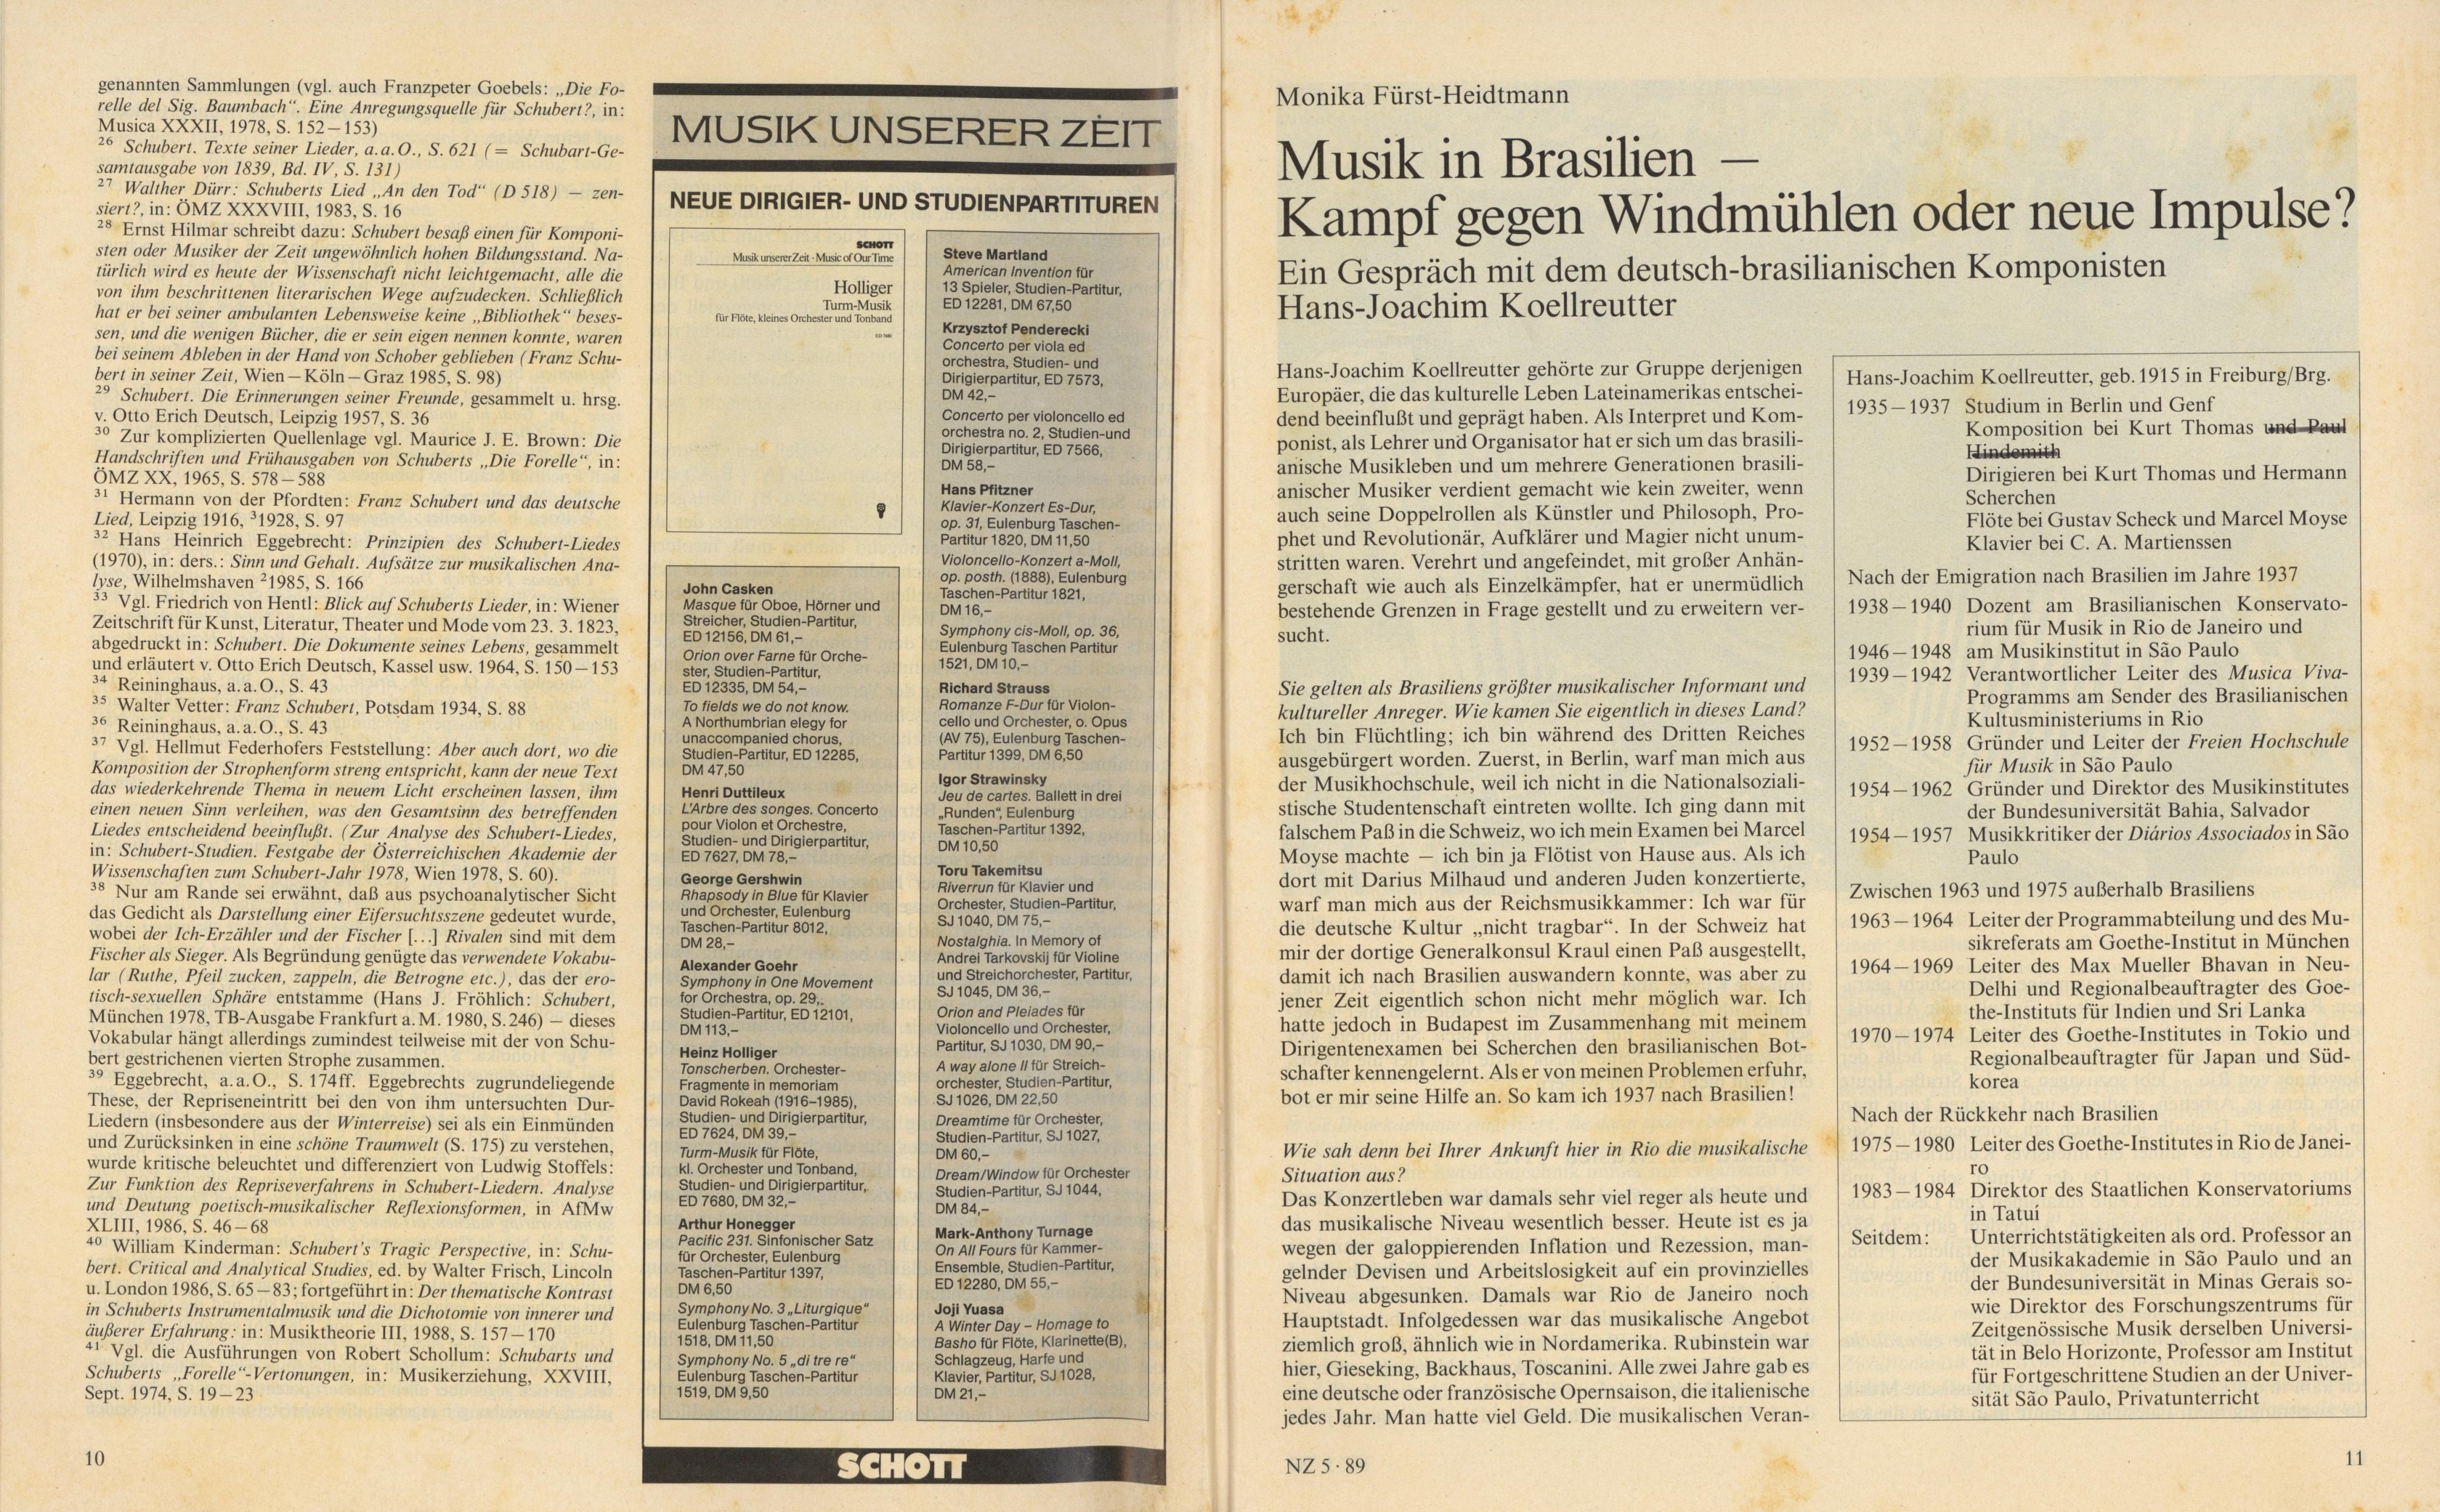 genannten Sammlungen (vgl. auch Franzpeter Goebels: „Die Fo-
relle del Sig. Baumbach“. Eine Anregungsquelle für Schubert?, in:
Musica XXXII, 1978, S. 152–153)
26 Schubert. Texte seiner Lieder, a.a.O., S. 621 (= Schubart-Ge-
samtausgabe von 1839, Bd. IV, S. 131)
27 Walther Dürr: Schuberts Lied „An den Tod“ (D 518) – zen-
siert?, in: ÖMZ XXXVIII, 1983, S. 16
28 Ernst Hilmar schreibt dazu: Schubert besaß einen für Komponi-
sten oder Musiker der Zeit ungewöhnlich hohen Bildungsstand. Na-
türlich wird es heute der Wissenschaft nicht leichtgemacht, alle die
von ihm beschrittenen literarischen Wege aufzudecken. Schließlich
hat er bei seiner ambulanten Lebensweise keine „Bibliothek“ beses-
sen, und die wenigen Bücher, die er sein eigen nennen konnte, waren
bei seinem Ableben in der Hand von Schober geblieben (Franz Schu-
bert in seiner Zeit, Wien–Köln–Graz 1985, S. 98)
29 Schubert. Die Erinnerungen seiner Freunde, gesammelt u. hrsg.
v. Otto Erich Deutsch, Leipzig 1957, S. 36
30 Zur komplizierten Quellenlage vgl. Maurice J. E. Brown: Die
Handschriften und Frühausgaben von Schuberts „Die Forelle“, in:
ÖMZ XX, 1965, S. 578–588
31 Hermann von der Pfordten: Franz Schubert und das deutsche
Lied, Leipzig 1916, ³1928, S. 97
32 Hans Heinrich Eggebrecht: Prinzipien des Schubert-Liedes
(1970), in: ders.: Sinn und Gehalt. Aufsätze zur musikalischen Ana-
lyse, Wilhelmshaven ²1985, S. 166
33 Vgl. Friedrich von Hentl: Blick auf Schuberts Lieder, in: Wiener
Zeitschrift für Kunst, Literatur, Theater und Mode vom 23. 3. 1823,
abgedruckt in: Schubert. Die Dokumente seines Lebens, gesammelt
und erläutert v. Otto Erich Deutsch, Kassel usw. 1964, S. 150–153
34 Reininghaus, a.a.O., S. 43
35 Walter Vetter: Franz Schubert, Potsdam 1934, S. 88
36 Reininghaus, a.a.O., S. 43
37 Vgl. Hellmut Federhofers Feststellung: Aber auch dort, wo die
Komposition der Strophenform streng entspricht, kann der neue Text
das wiederkehrende Thema in neuem Licht erscheinen lassen, ihm
einen neuen Sinn verleihen, was den Gesamtsinn des betreffenden
Liedes entscheidend beeinflußt. (Zur Analyse des Schubert-Liedes,
in: Schubert-Studien. Festgabe der Österreichischen Akademie der
Wissenschaften zum Schubert-Jahr 1978, Wien 1978, S. 60).
38 Nur am Rande sei erwähnt, daß aus psychoanalytischer Sicht
das Gedicht als Darstellung einer Eifersuchtsszene gedeutet wurde,
wobei der Ich-Erzähler und der Fischer [...] Rivalen sind mit dem
Fischer als Sieger. Als Begründung genügte das verwendete Vokabu-
lar (Ruthe, Pfeil zucken, zappeln, die Betrogne etc.), das der ero-
tisch-sexuellen Sphäre entstamme (Hans J. Fröhlich: Schubert,
München 1978, TB-Ausgabe Frankfurt a. M. 1980, S. 246) – dieses
Vokabular hängt allerdings zumindest teilweise mit der von Schu-
bert gestrichenen vierten Strophe zusammen.
39 Eggebrecht, a.a.O., S. 174ff. Eggebrechts zugrundeliegende
These, der Repriseneintritt bei den von ihm untersuchten Dur-
Liedern (insbesondere aus der Winterreise) sei als ein Einmünden
und Zurücksinken in eine schöne Traumwelt (S. 175) zu verstehen,
wurde kritische beleuchtet und differenziert von Ludwig Stoffels:
Zur Funktion des Repriseverfahrens in Schubert-Liedern. Analyse
und Deutung poetisch-musikalischer Reflexionsformen, in AfMw
XLIII, 1986, S. 46–68
40 William Kinderman: Schubert's Tragic Perspective, in: Schu-
bert. Critical and Analytical Studies, ed. by Walter Frisch, Lincoln
u. London 1986, S. 65–83; fortgeführt in: Der thematische Kontrast
in Schuberts Instrumentalmusik und die Dichotomie von innerer und
äußerer Erfahrung: in: Musiktheorie III, 1988, S. 157–170
41 Vgl. die Ausführungen von Robert Schollum: Schubarts und
Schuberts „Forelle“-Vertonungen, in: Musikerziehung, XXVIII,
Sept. 1974, S. 19–23
10
MUSIK UNSERER ZEIT
NEUE DIRIGIER- UND STUDIENPARTITUREN
SCHOTT
Musik unserer Zeit · Music of Our Time
Holliger
Turm-Musik
für Flöte, kleines Orchester und Tonband
John Casken
Masque für Oboe, Hörner und
Streicher, Studien-Partitur,
ED 12156, DM 61,–
Orion over Farne für Orche-
ster, Studien-Partitur,
ED 12335, DM 54,–
To fields we do not know.
A Northumbrian elegy for
unaccompanied chorus,
Studien-Partitur, ED 12285,
DM 47,50
Henri Duttileux
L'Arbre des songes. Concerto
pour Violon et Orchestre,
Studien- und Dirigierpartitur,
ED 7627, DM 78,–
George Gershwin
Rhapsody in Blue für Klavier
und Orchester, Eulenburg
Taschen-Partitur 8012,
DM 28,–
Alexander Goehr
Symphony in One Movement
for Orchestra, op. 29,
Studien-Partitur, ED 12101,
DM 113,–
Heinz Holliger
Tonscherben. Orchester-
Fragmente in memoriam
David Rokeah (1916–1985),
Studien- und Dirigierpartitur,
ED 7624, DM 39,–
Turm-Musik für Flöte,
kl. Orchester und Tonband,
Studien- und Dirigierpartitur,
ED 7680, DM 32,–
Arthur Honegger
Pacific 231. Sinfonischer Satz
für Orchester, Eulenburg
Taschen-Partitur 1397,
DM 6,50
Symphony No. 3 „Liturgique“
Eulenburg Taschen-Partitur
1518, DM 11,50
Symphony No. 5 „di tre re“
Eulenburg Taschen-Partitur
1519, DM 9,50
Steve Martland
American Invention für
13 Spieler, Studien-Partitur,
ED 12281, DM 67,50
Krzysztof Penderecki
Concerto per viola ed
orchestra, Studien- und
Dirigierpartitur, ED 7573,
DM 42,–
Concerto per violoncello ed
orchestra no. 2, Studien-und
Dirigierpartitur, ED 7566,
DM 58,–
Hans Pfitzner
Klavier-Konzert Es-Dur,
op. 31, Eulenburg Taschen-
Partitur 1820, DM 11,50
Violoncello-Konzert a-Moll,
op. posth. (1888), Eulenburg
Taschen-Partitur 1821,
DM 16,–
Symphony cis-Moll, op. 36,
Eulenburg Taschen Partitur
1521, DM 10,–
Richard Strauss
Romanze F-Dur für Violon-
cello und Orchester, o. Opus
(AV 75), Eulenburg Taschen-
Partitur 1399, DM 6,50
Igor Strawinsky
Jeu de cartes. Ballett in drei
„Runden“, Eulenburg
Taschen-Partitur 1392,
DM 10,50
Toru Takemitsu
Riverrun für Klavier und
Orchester, Studien-Partitur,
SJ 1040, DM 75,–
Nostalghia. In Memory of
Andrei Tarkovskij für Violine
und Streichorchester, Partitur,
SJ 1045, DM 36,–
Orion and Pleiades für
Violoncello und Orchester,
Partitur, SJ 1030, DM 90,–
A way alone II für Streich-
orchester, Studien-Partitur,
SJ 1026, DM 22,50
Dreamtime für Orchester,
Studien-Partitur, SJ 1027,
DM 60,–
Dream/Window für Orchester
Studien-Partitur, SJ 1044,
DM 84,–
Mark-Anthony Turnage
On All Fours für Kammer-
Ensemble, Studien-Partitur,
ED 12280, DM 55,–
Joji Yuasa
A Winter Day – Homage to
Basho für Flöte, Klarinette(B),
Schlagzeug, Harfe und
Klavier, Partitur, SJ 1028,
DM 21,–
SCHOTT
Monika Fürst-Heidtmann
Musik in Brasilien –
Kampf gegen Windmühlen oder neue Impulse?
Ein Gespräch mit dem deutsch-brasilianischen Komponisten
Hans-Joachim Koellreutter
Hans-Joachim Koellreutter gehörte zur Gruppe derjenigen
Europäer, die das kulturelle Leben Lateinamerikas entschei-
dend beeinflußt und geprägt haben. Als Interpret und Kom-
ponist, als Lehrer und Organisator hat er sich um das brasili-
anische Musikleben und um mehrere Generationen brasili-
anischer Musiker verdient gemacht wie kein zweiter, wenn
auch seine Doppelrollen als Künstler und Philosoph, Pro-
phet und Revolutionär, Aufklärer und Magier nicht unum-
stritten waren. Verehrt und angefeindet, mit großer Anhän-
gerschaft wie auch als Einzelkämpfer, hat er unermüdlich
bestehende Grenzen in Frage gestellt und zu erweitern ver-
sucht.
Sie gelten als Brasiliens größter musikalischer Informant und
kultureller Anreger. Wie kamen Sie eigentlich in dieses Land?
Ich bin Flüchtling; ich bin während des Dritten Reiches
ausgebürgert worden. Zuerst, in Berlin, warf man mich aus
der Musikhochschule, weil ich nicht in die Nationalsoziali-
stische Studentenschaft eintreten wollte. Ich ging dann mit
falschem Paß in die Schweiz, wo ich mein Examen bei Marcel
Moyse machte – ich bin ja Flötist von Hause aus. Als ich
dort mit Darius Milhaud und anderen Juden konzertierte,
warf man mich aus der Reichsmusikkammer: Ich war für
die deutsche Kultur „nicht tragbar“. In der Schweiz hat
mir der dortige Generalkonsul Kraul einen Paß ausgestellt,
damit ich nach Brasilien auswandern konnte, was aber zu
jener Zeit eigentlich schon nicht mehr möglich war. Ich
hatte jedoch in Budapest im Zusammenhang mit meinem
Dirigentenexamen bei Scherchen den brasilianischen Bot-
schafter kennengelernt. Als er von meinen Problemen erfuhr,
bot er mir seine Hilfe an. So kam ich 1937 nach Brasilien!
Wie sah denn bei Ihrer Ankunft hier in Rio die musikalische
Situation aus?
Das Konzertleben war damals sehr viel reger als heute und
das musikalische Niveau wesentlich besser. Heute ist es ja
wegen der galoppierenden Inflation und Rezession, man-
gelnder Devisen und Arbeitslosigkeit auf ein provinzielles
Niveau abgesunken. Damals war Rio de Janeiro noch
Hauptstadt. Infolgedessen war das musikalische Angebot
ziemlich groß, ähnlich wie in Nordamerika. Rubinstein war
hier, Gieseking, Backhaus, Toscanini. Alle zwei Jahre gab es
eine deutsche oder französische Opernsaison, die italienische
jedes Jahr. Man hatte viel Geld. Die musikalischen Veran-
Hans-Joachim Koellreutter, geb. 1915 in Freiburg/Brg.
1935–1937 Studium in Berlin und Genf
Komposition bei Kurt Thomas und Paul
Hindemith
Dirigieren bei Kurt Thomas und Hermann
Scherchen
Flöte bei Gustav Scheck und Marcel Moyse
Klavier bei C. A. Martienssen
Nach der Emigration nach Brasilien im Jahre 1937
1938–1940 Dozent am Brasilianischen Konservato-
rium für Musik in Rio de Janeiro und
1946–1948 am Musikinstitut in São Paulo
1939–1942 Verantwortlicher Leiter des Musica Viva-
Programms am Sender des Brasilianischen
Kultusministeriums in Rio
1952–1958 Gründer und Leiter der Freien Hochschule
für Musik in São Paulo
1954–1962 Gründer und Direktor des Musikinstitutes
der Bundesuniversität Bahia, Salvador
1954–1957 Musikkritiker der Diários Associados in São
Paulo
Zwischen 1963 und 1975 außerhalb Brasiliens
1963–1964 Leiter der Programmabteilung und des Mu-
sikreferats am Goethe-Institut in München
1964–1969 Leiter des Max Mueller Bhavan in Neu-
Delhi und Regionalbeauftragter des Goe-
the-Instituts für Indien und Sri Lanka
1970–1974 Leiter des Goethe-Institutes in Tokio und
Regionalbeauftragter für Japan und Süd-
korea
Nach der Rückkehr nach Brasilien
1975–1980 Leiter des Goethe-Institutes in Rio de Janei-
ro
1983–1984 Direktor des Staatlichen Konservatoriums
in Tatuí
Seitdem: Unterrichtstätigkeiten als ord. Professor an
der Musikakademie in São Paulo und an
der Bundesuniversität in Minas Gerais so-
wie Direktor des Forschungszentrums für
Zeitgenössische Musik derselben Universi-
tät in Belo Horizonte, Professor am Institut
für Fortgeschrittene Studien an der Univer-
sität São Paulo, Privatunterricht
NZ 5 · 89
11